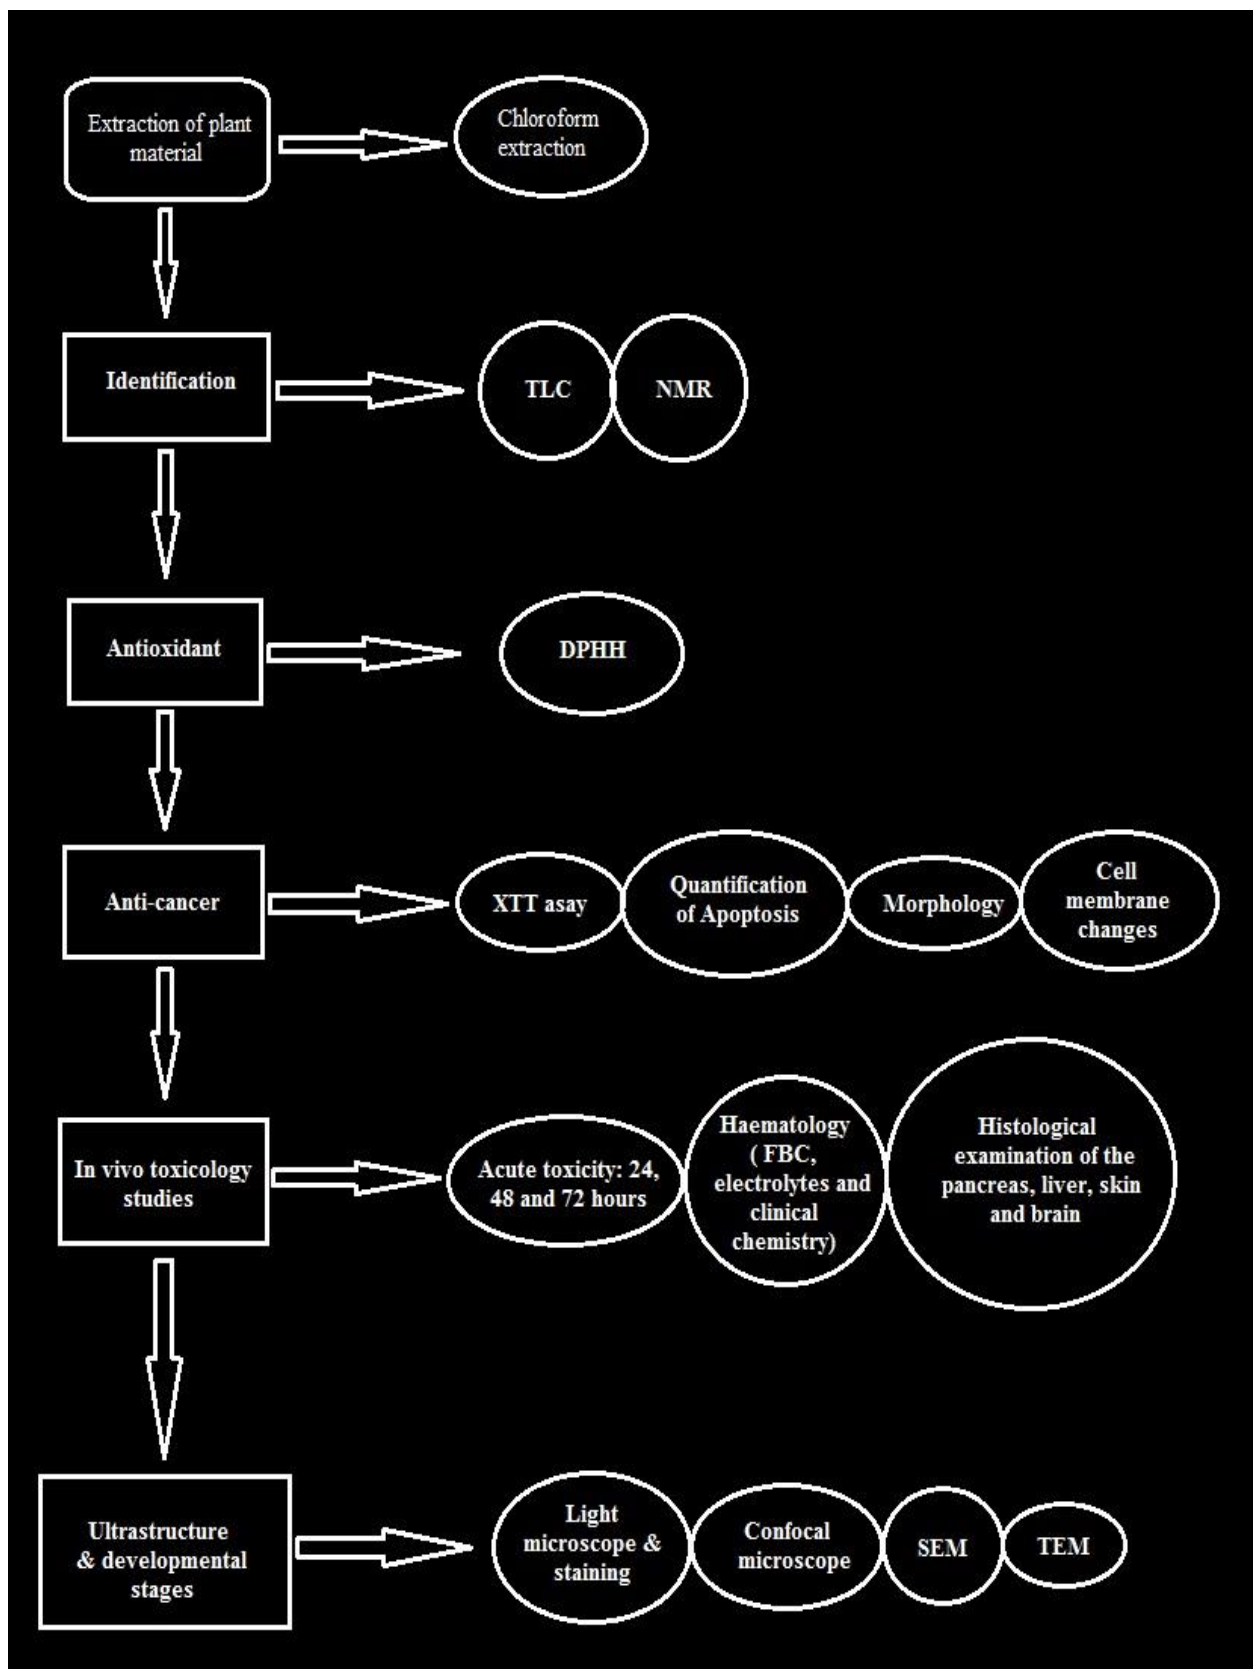 Extraction of plant
material
Chloroform
extraction
Identification
TLC
NMR
Antioxidant
DPHH
Anti-cancer
XTT asay
Quantification
of Apoptosis
Morphology
Cell
membrane
changes
In vivo toxicology
studies
Acute toxicity: 24,
48 and 72 hours
Haematology
( FBC,
electrolytes and
clinical
chemistry)
Histological
examination of the
pancreas, liver, skin
and brain
Ultrastructure
& developmental
stages
Light
microscope &
staining
Confocal
microscope
SEM
TEM